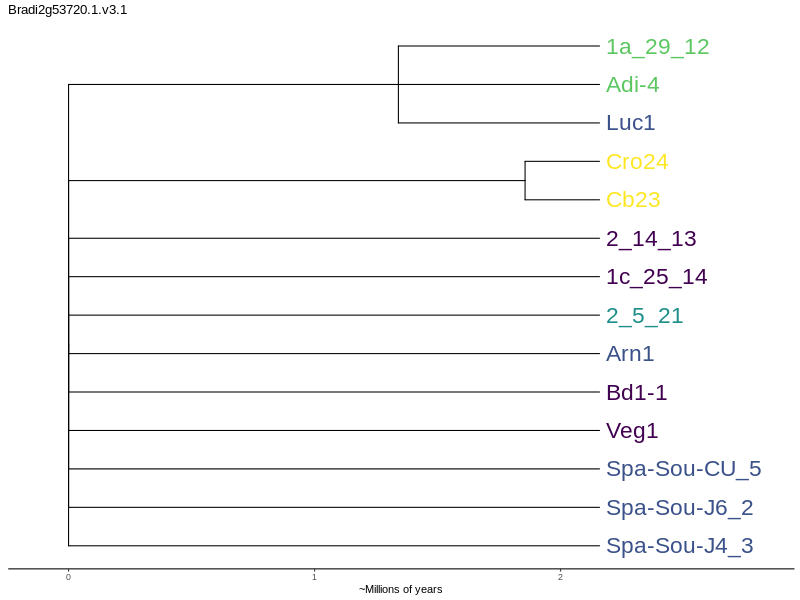 Bradi2g53720.1.v3.1
1a_29_12
Adi-4
Luc1
Cro24
Cb23
2_14_13
1c_25_14
2_5_21
Arn1
Bd1-1
Veg1
Spa-Sou-CU_5
Spa-Sou-J6_2
Spa-Sou-J4_3
0 1 2
~Millions of years